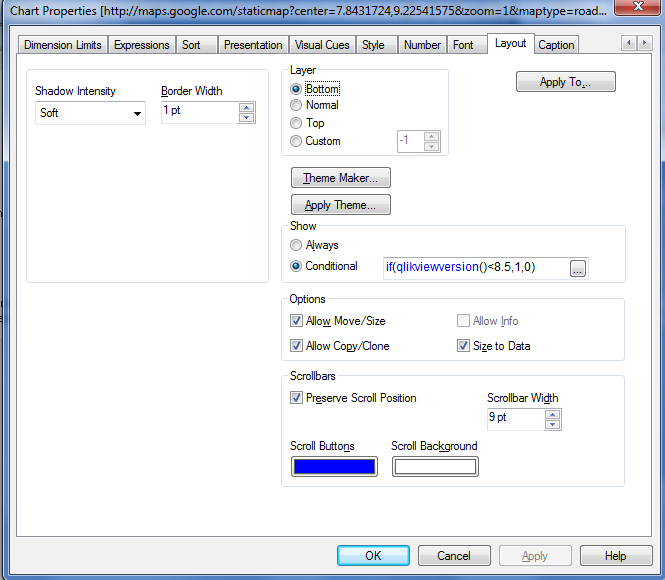 Chart Properties [http://maps.google.com/staticmap?center=7.8431724,9.22541575&zoom=1&maptype=road...
Dimension Limits Expressions Sort Presentation Visual Cues Style Number Font Layout Caption
Shadow Intensity
Soft
Border Width
1 pt
Layer
Bottom
Normal
Top
Custom
-1
Apply To...
Theme Maker...
Apply Theme...
Show
Always
Conditional
if(qlikviewversion()<8.5,1,0)
...
Options
Allow Move/Size
Allow Info
Allow Copy/Clone
Size to Data
Scrollbars
Preserve Scroll Position
Scrollbar Width
9 pt
Scroll Buttons
Scroll Background
OK
Cancel
Apply
Help